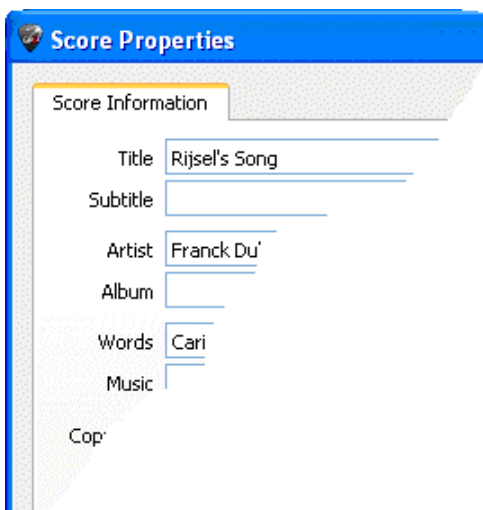 Score Properties
Score Information
Title Rijsel's Song
Subtitle
Artist Franck Du'
Album
Words Cari
Music
Cop